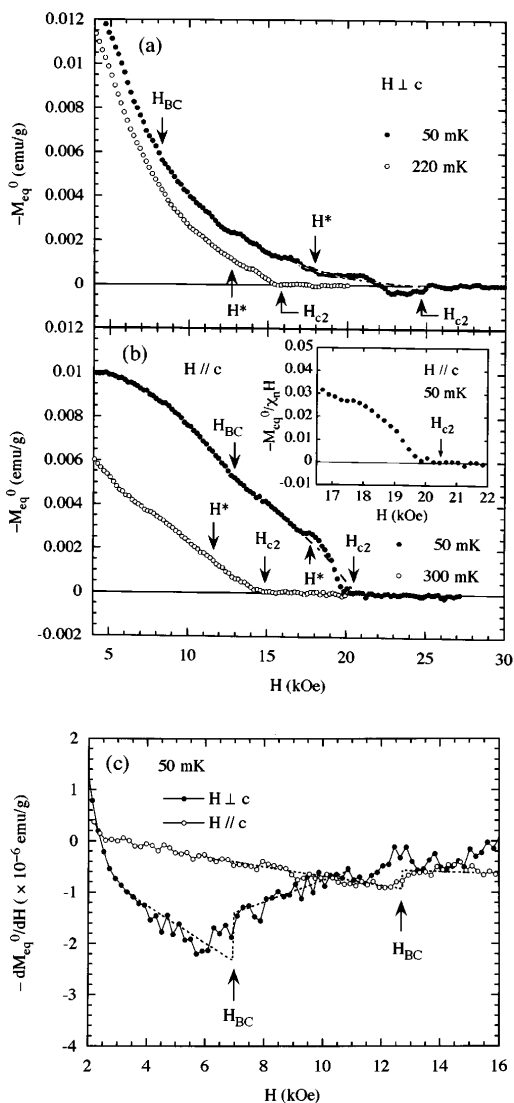 0.012
(a)
0.01
H ⊥ c
H_BC
0.008
50 mK
0.006
220 mK
-M_eq^0 (emu/g)
0.004
H*
0.002
0
H*
H_c2
H_c2
0.012
(b)
H // c
0.01
H_BC
0.008
-M_eq^0 (emu/g)
0.006
H*
H_c2
0.004
H_c2
0.002
50 mK
H*
300 mK
0
-0.002
5 10 15 20 25 30
H (kOe)
0.05
H // c
0.04
50 mK
0.03
-M_eq^0/χ_nH
0.02
H_c2
0.01
0
-0.01
17 18 19 20 21 22
H (kOe)
2
(c)
50 mK
1
H ⊥ c
H // c
0
-1
- dM_eq^0/dH ( × 10^-6 emu/g)
-2
H_BC
H_BC
-3
-4
2 4 6 8 10 12 14 16
H (kOe)